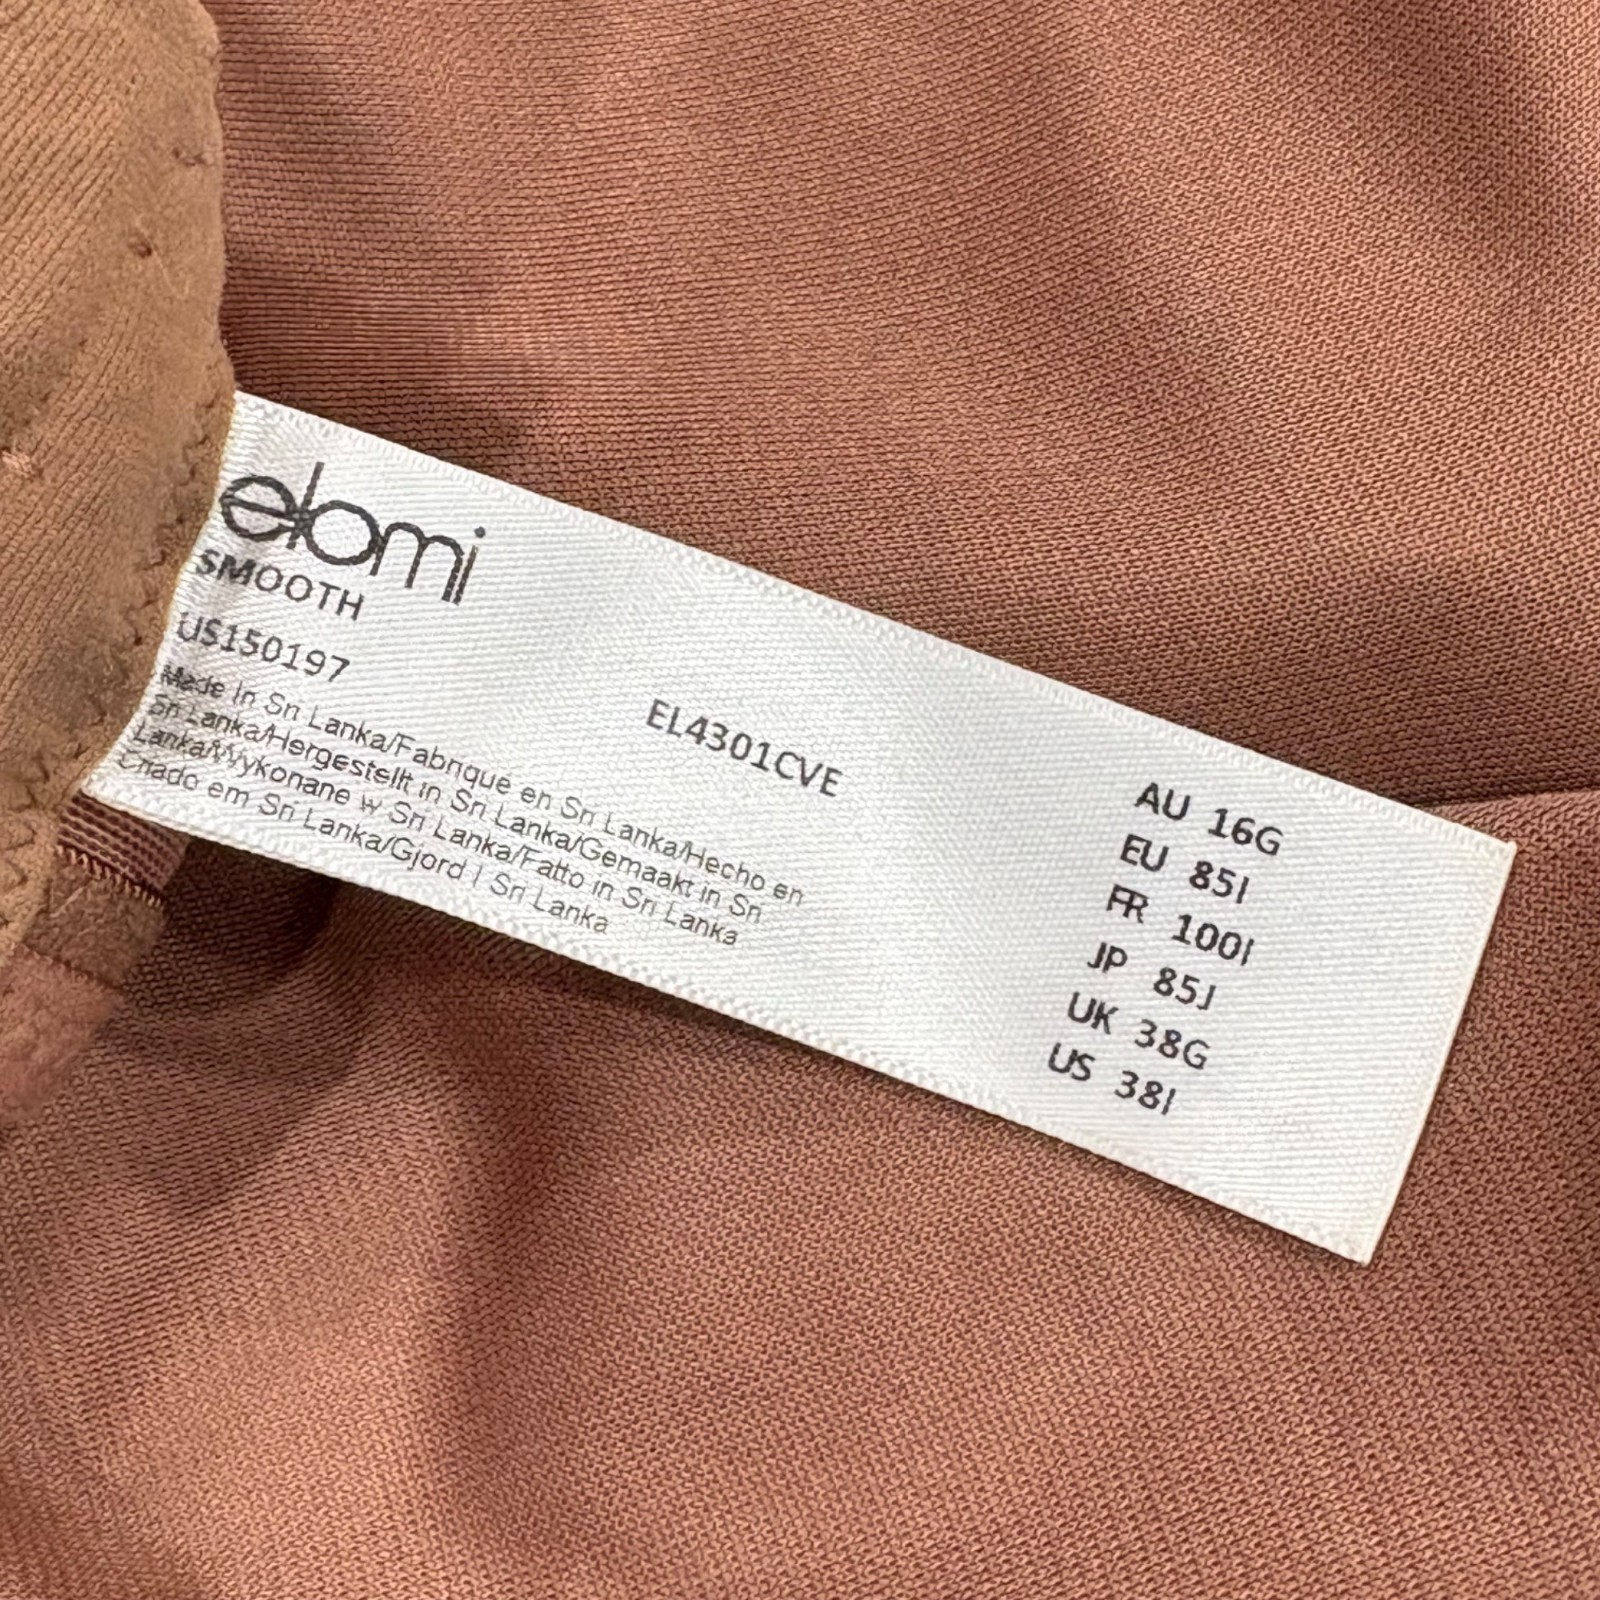 elomi
SMOOTH
US150197
Made In Sri Lanka/Fabrique en Sri Lanka/Hecho en
Sri Lanka/Hergestellt in Sri Lanka/Gemaakt in Sri
Lanka/Wykonane w Sri Lanka/Fatto in Sri Lanka
Criado em Sri Lanka/Gjord I Sri Lanka
EL4301CVE
AU 16G
EU 85I
FR 100I
JP 85J
UK 38G
US 38I